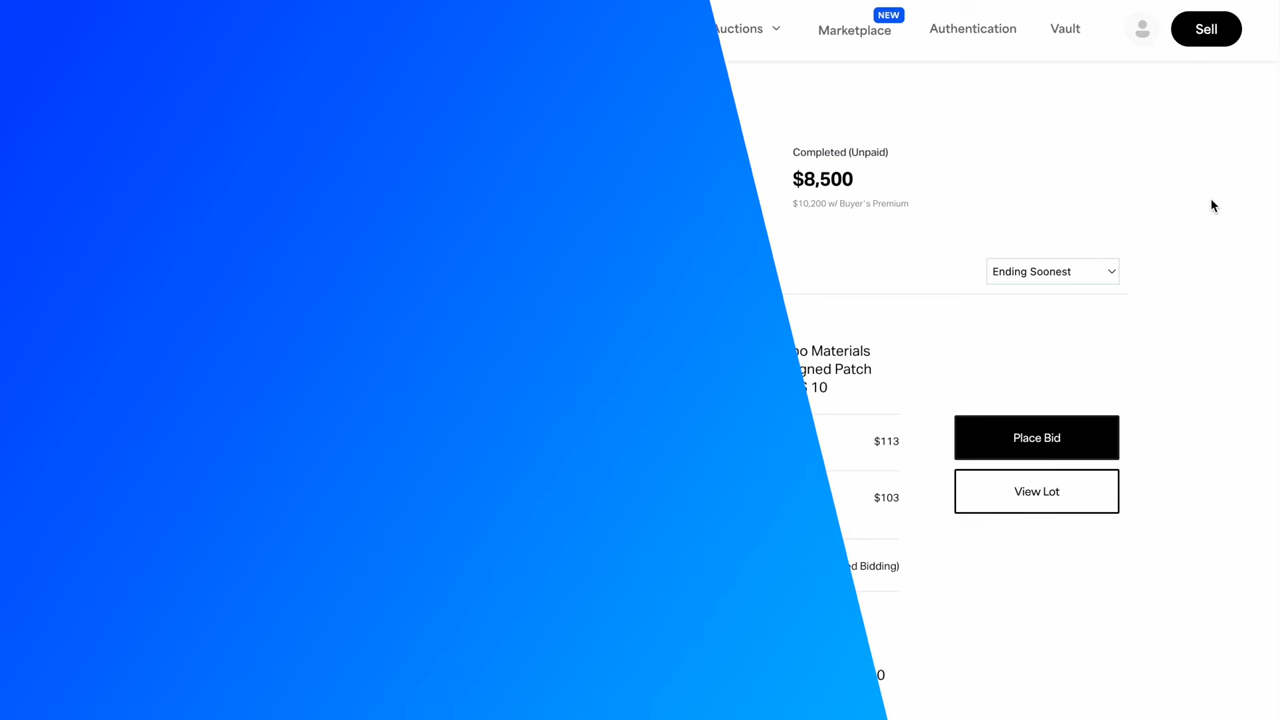 NEW
Marketplace
Authentication
Vault
Sell
Completed (Unpaid)
$8,500
$10,200 w/ Buyer's Premium
Ending Soonest
Materials
Patch
10
$113
Place Bid
$103
View Lot
Bidding)